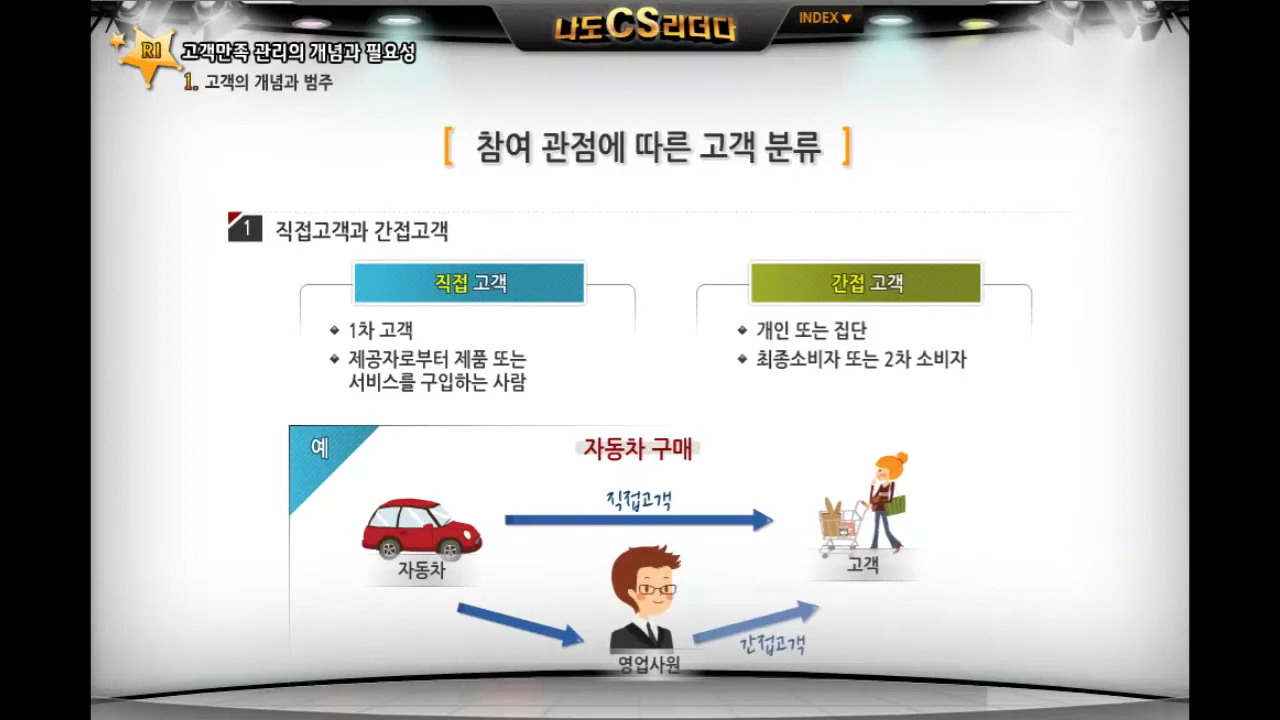 나도CS리더다
INDEX▼
R1 고객만족 관리의 개념과 필요성
1. 고객의 개념과 범주
[ 참여 관점에 따른 고객 분류 ]
1 직접고객과 간접고객
직접 고객
◆ 1차 고객
◆ 제공자로부터 제품 또는
서비스를 구입하는 사람
간접 고객
◆ 개인 또는 집단
◆ 최종소비자 또는 2차 소비자
예
자동차 구매
직접고객
자동차
고객
간접고객
영업사원